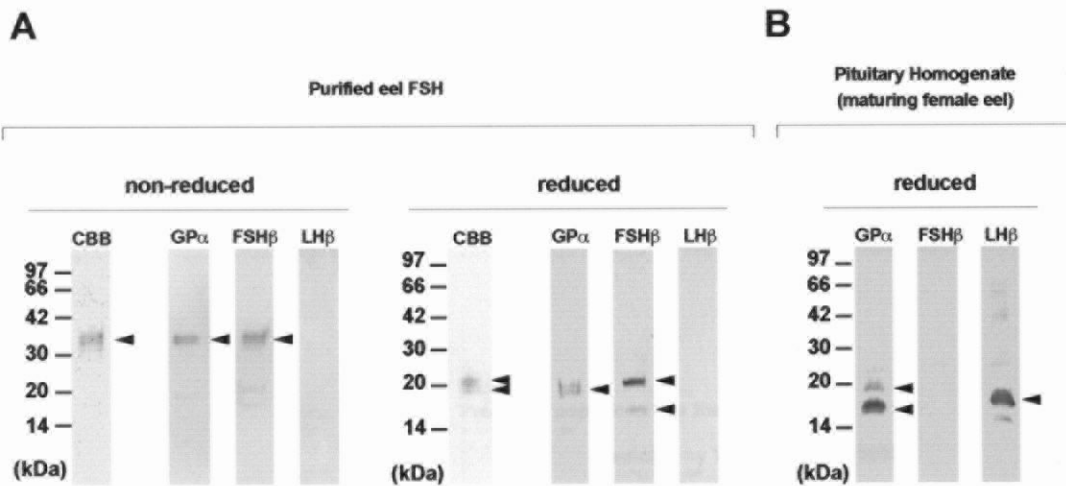 A
B
Purified eel FSH
Pituitary Homogenate
(maturing female eel)
non-reduced
reduced
reduced
CBB GPα FSHβ LHβ
CBB GPα FSHβ LHβ
GPα FSHβ LHβ
97
66
42
30
20
14
(kDa)
97
66
42
30
20
14
(kDa)
97
66
42
30
20
14
(kDa)